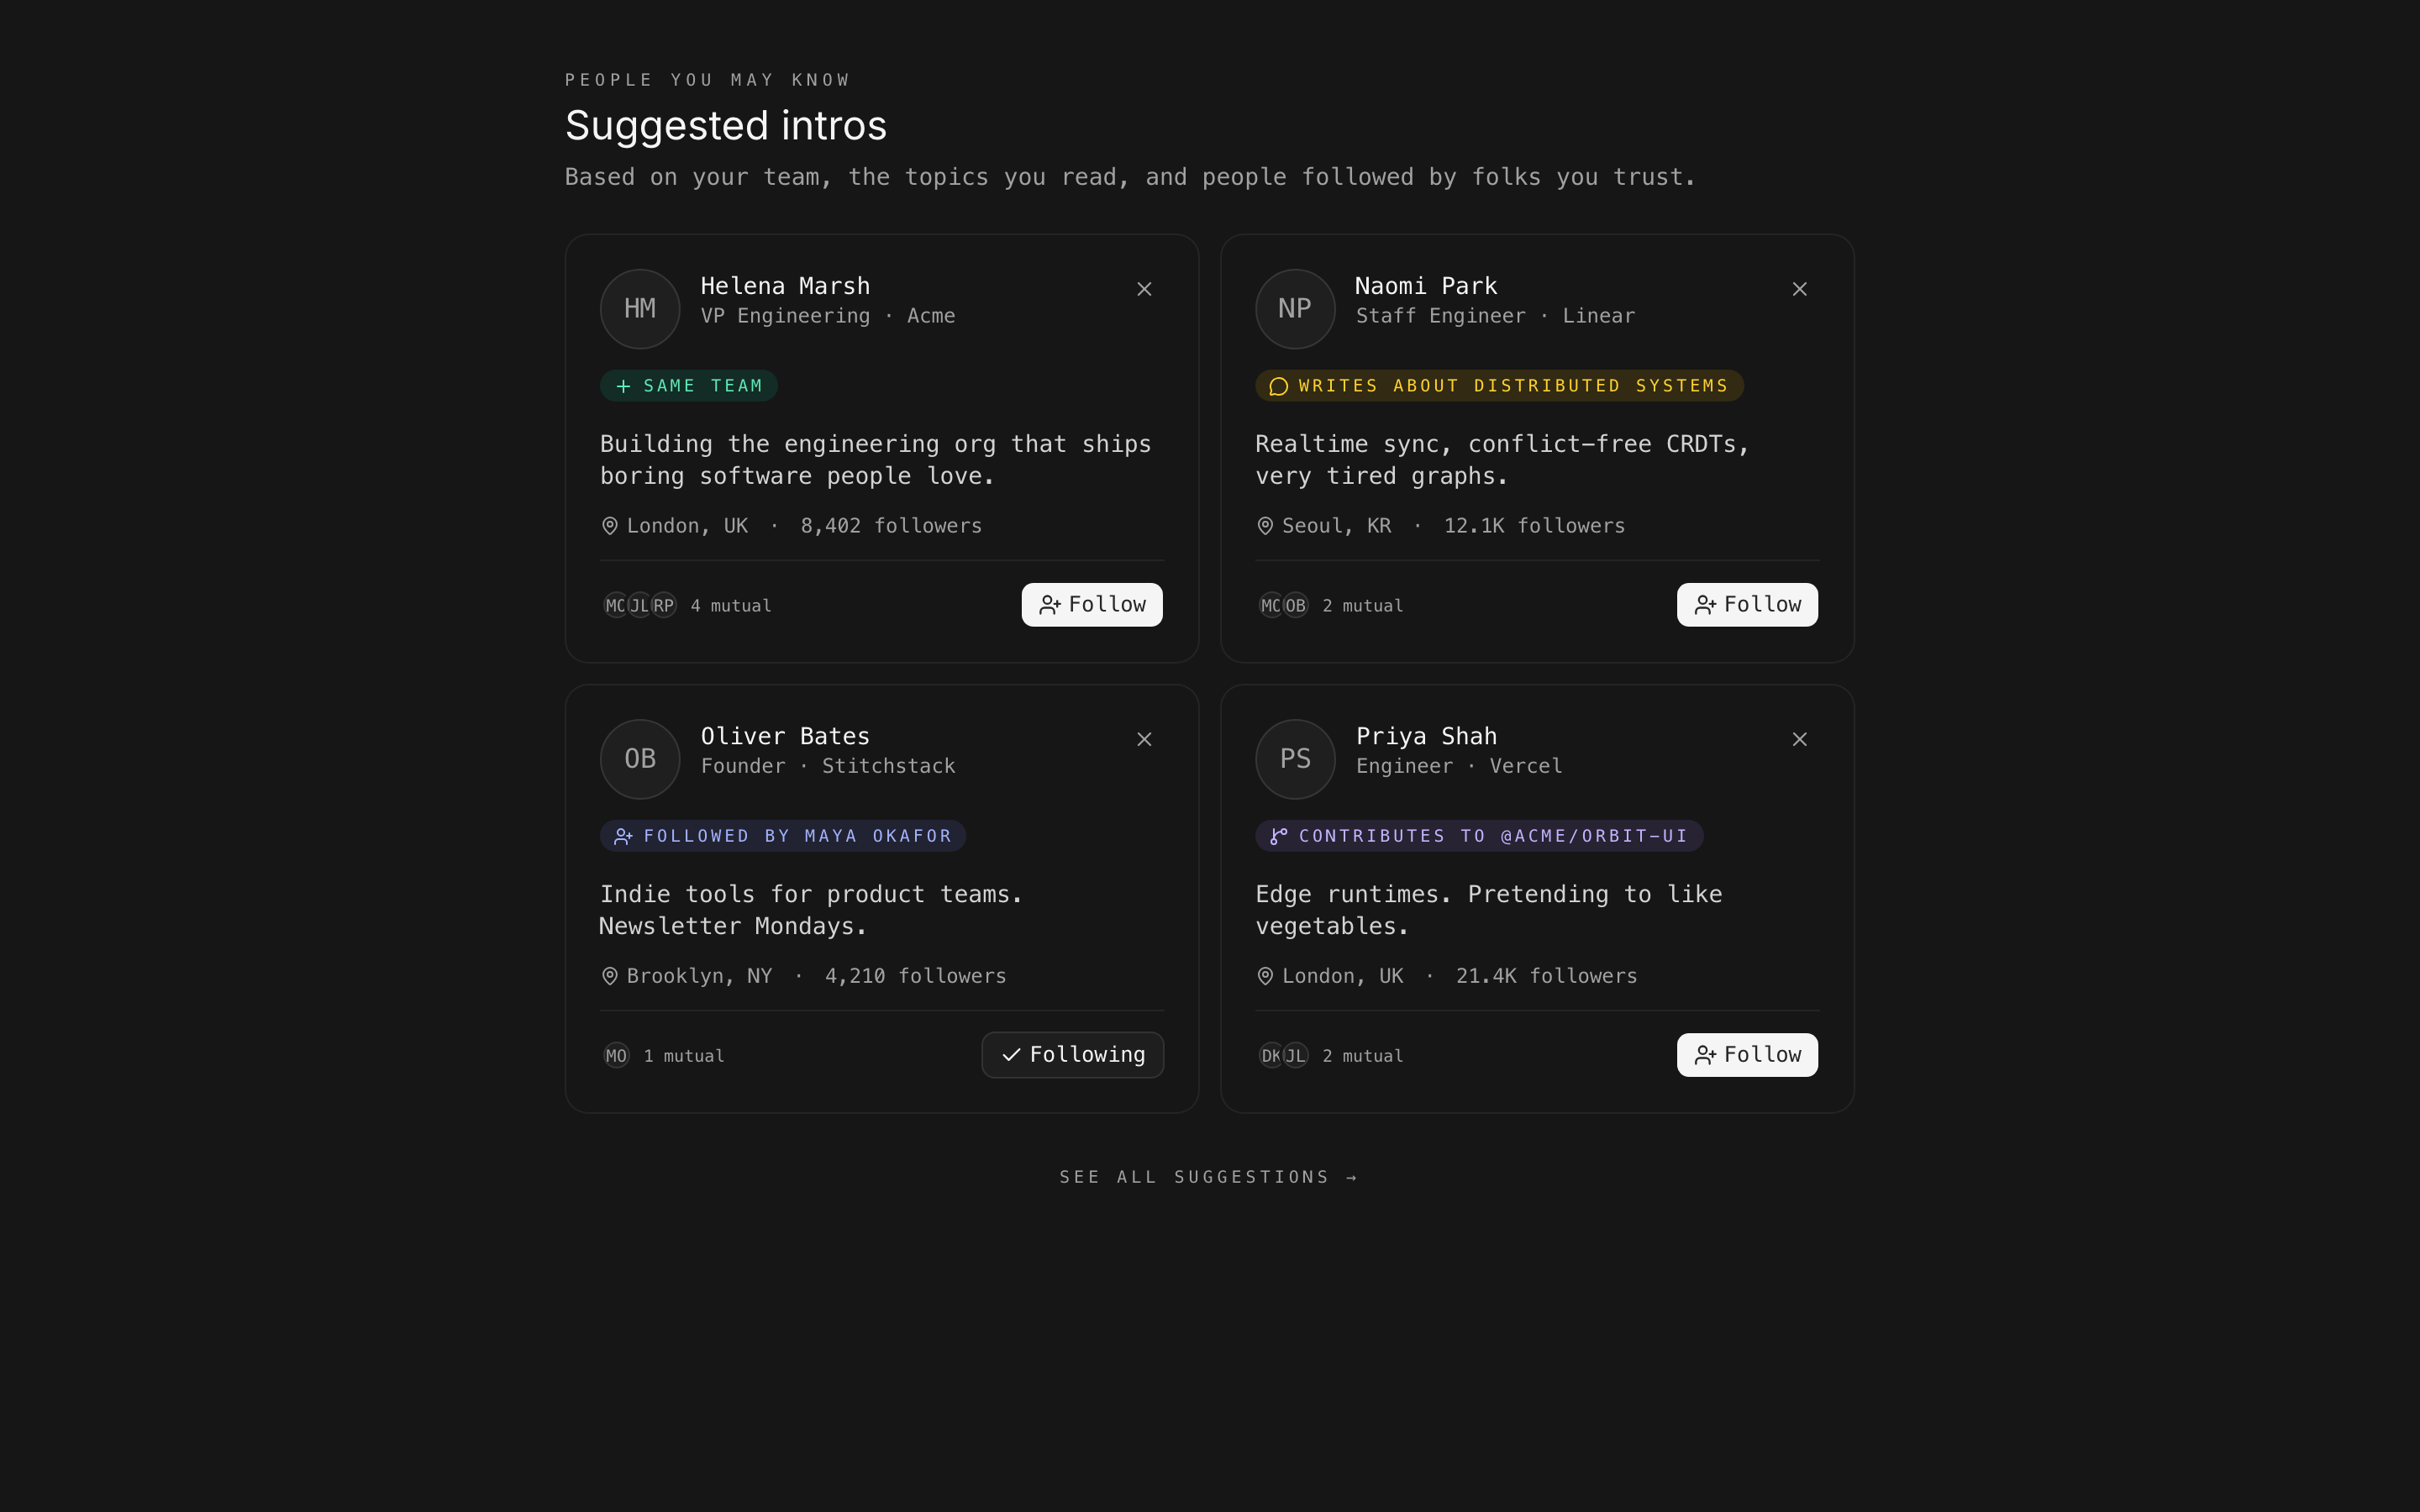 PEOPLE YOU MAY KNOW
Suggested intros
Based on your team, the topics you read, and people followed by folks you trust.
HM
Helena Marsh
VP Engineering · Acme
SAME TEAM
Building the engineering org that ships
boring software people love.
London, UK · 8,402 followers
MO JL RP 4 mutual
Follow
NP
Naomi Park
Staff Engineer · Linear
WRITES ABOUT DISTRIBUTED SYSTEMS
Realtime sync, conflict-free CRDTs,
very tired graphs.
Seoul, KR · 12.1K followers
MO OB 2 mutual
Follow
OB
Oliver Bates
Founder · Stitchstack
FOLLOWED BY MAYA OKAFOR
Indie tools for product teams.
Newsletter Mondays.
Brooklyn, NY · 4,210 followers
MO 1 mutual
Following
PS
Priya Shah
Engineer · Vercel
CONTRIBUTES TO @ACME/ORBIT-UI
Edge runtimes. Pretending to like
vegetables.
London, UK · 21.4K followers
DK JL 2 mutual
Follow
SEE ALL SUGGESTIONS →